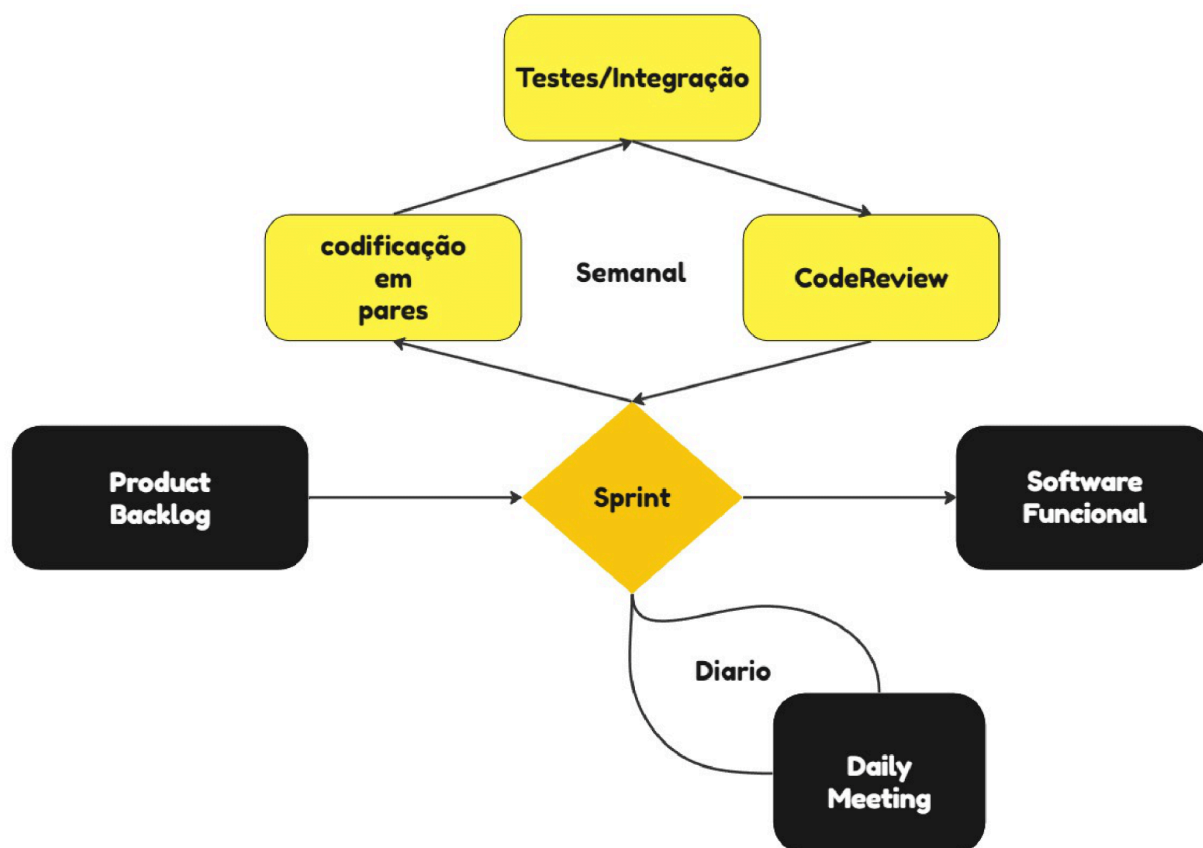 Testes/Integração
codificação
em
pares
Semanal
CodeReview
Product
Backlog
Sprint
Software
Funcional
Diario
Daily
Meeting